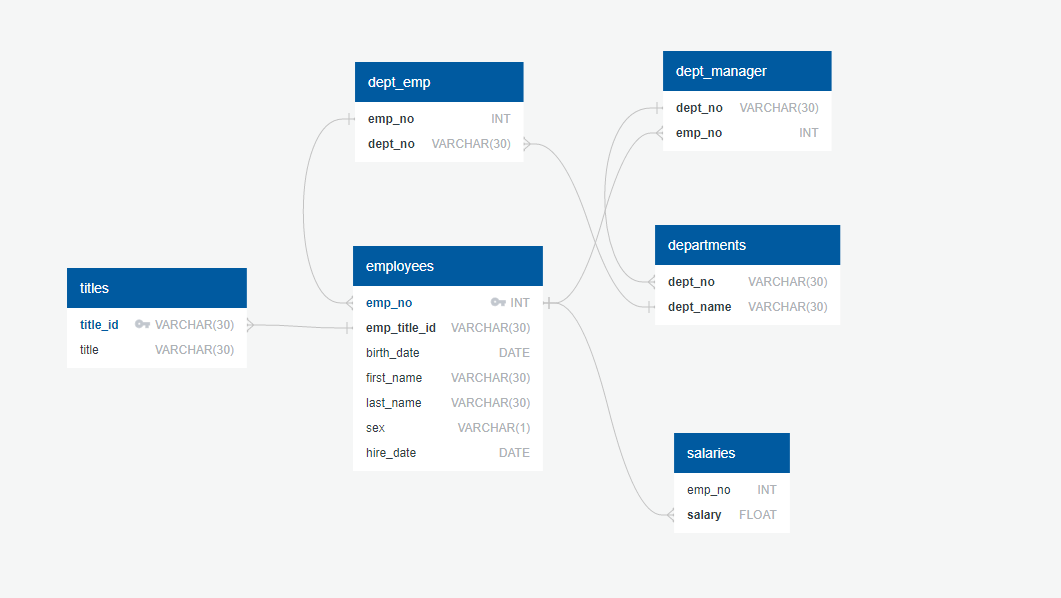 dept_emp
emp_no INT
dept_no VARCHAR(30)
dept_manager
dept_no VARCHAR(30)
emp_no INT
titles
title_id VARCHAR(30)
title VARCHAR(30)
employees
emp_no INT
emp_title_id VARCHAR(30)
birth_date DATE
first_name VARCHAR(30)
last_name VARCHAR(30)
sex VARCHAR(1)
hire_date DATE
departments
dept_no VARCHAR(30)
dept_name VARCHAR(30)
salaries
emp_no INT
salary FLOAT